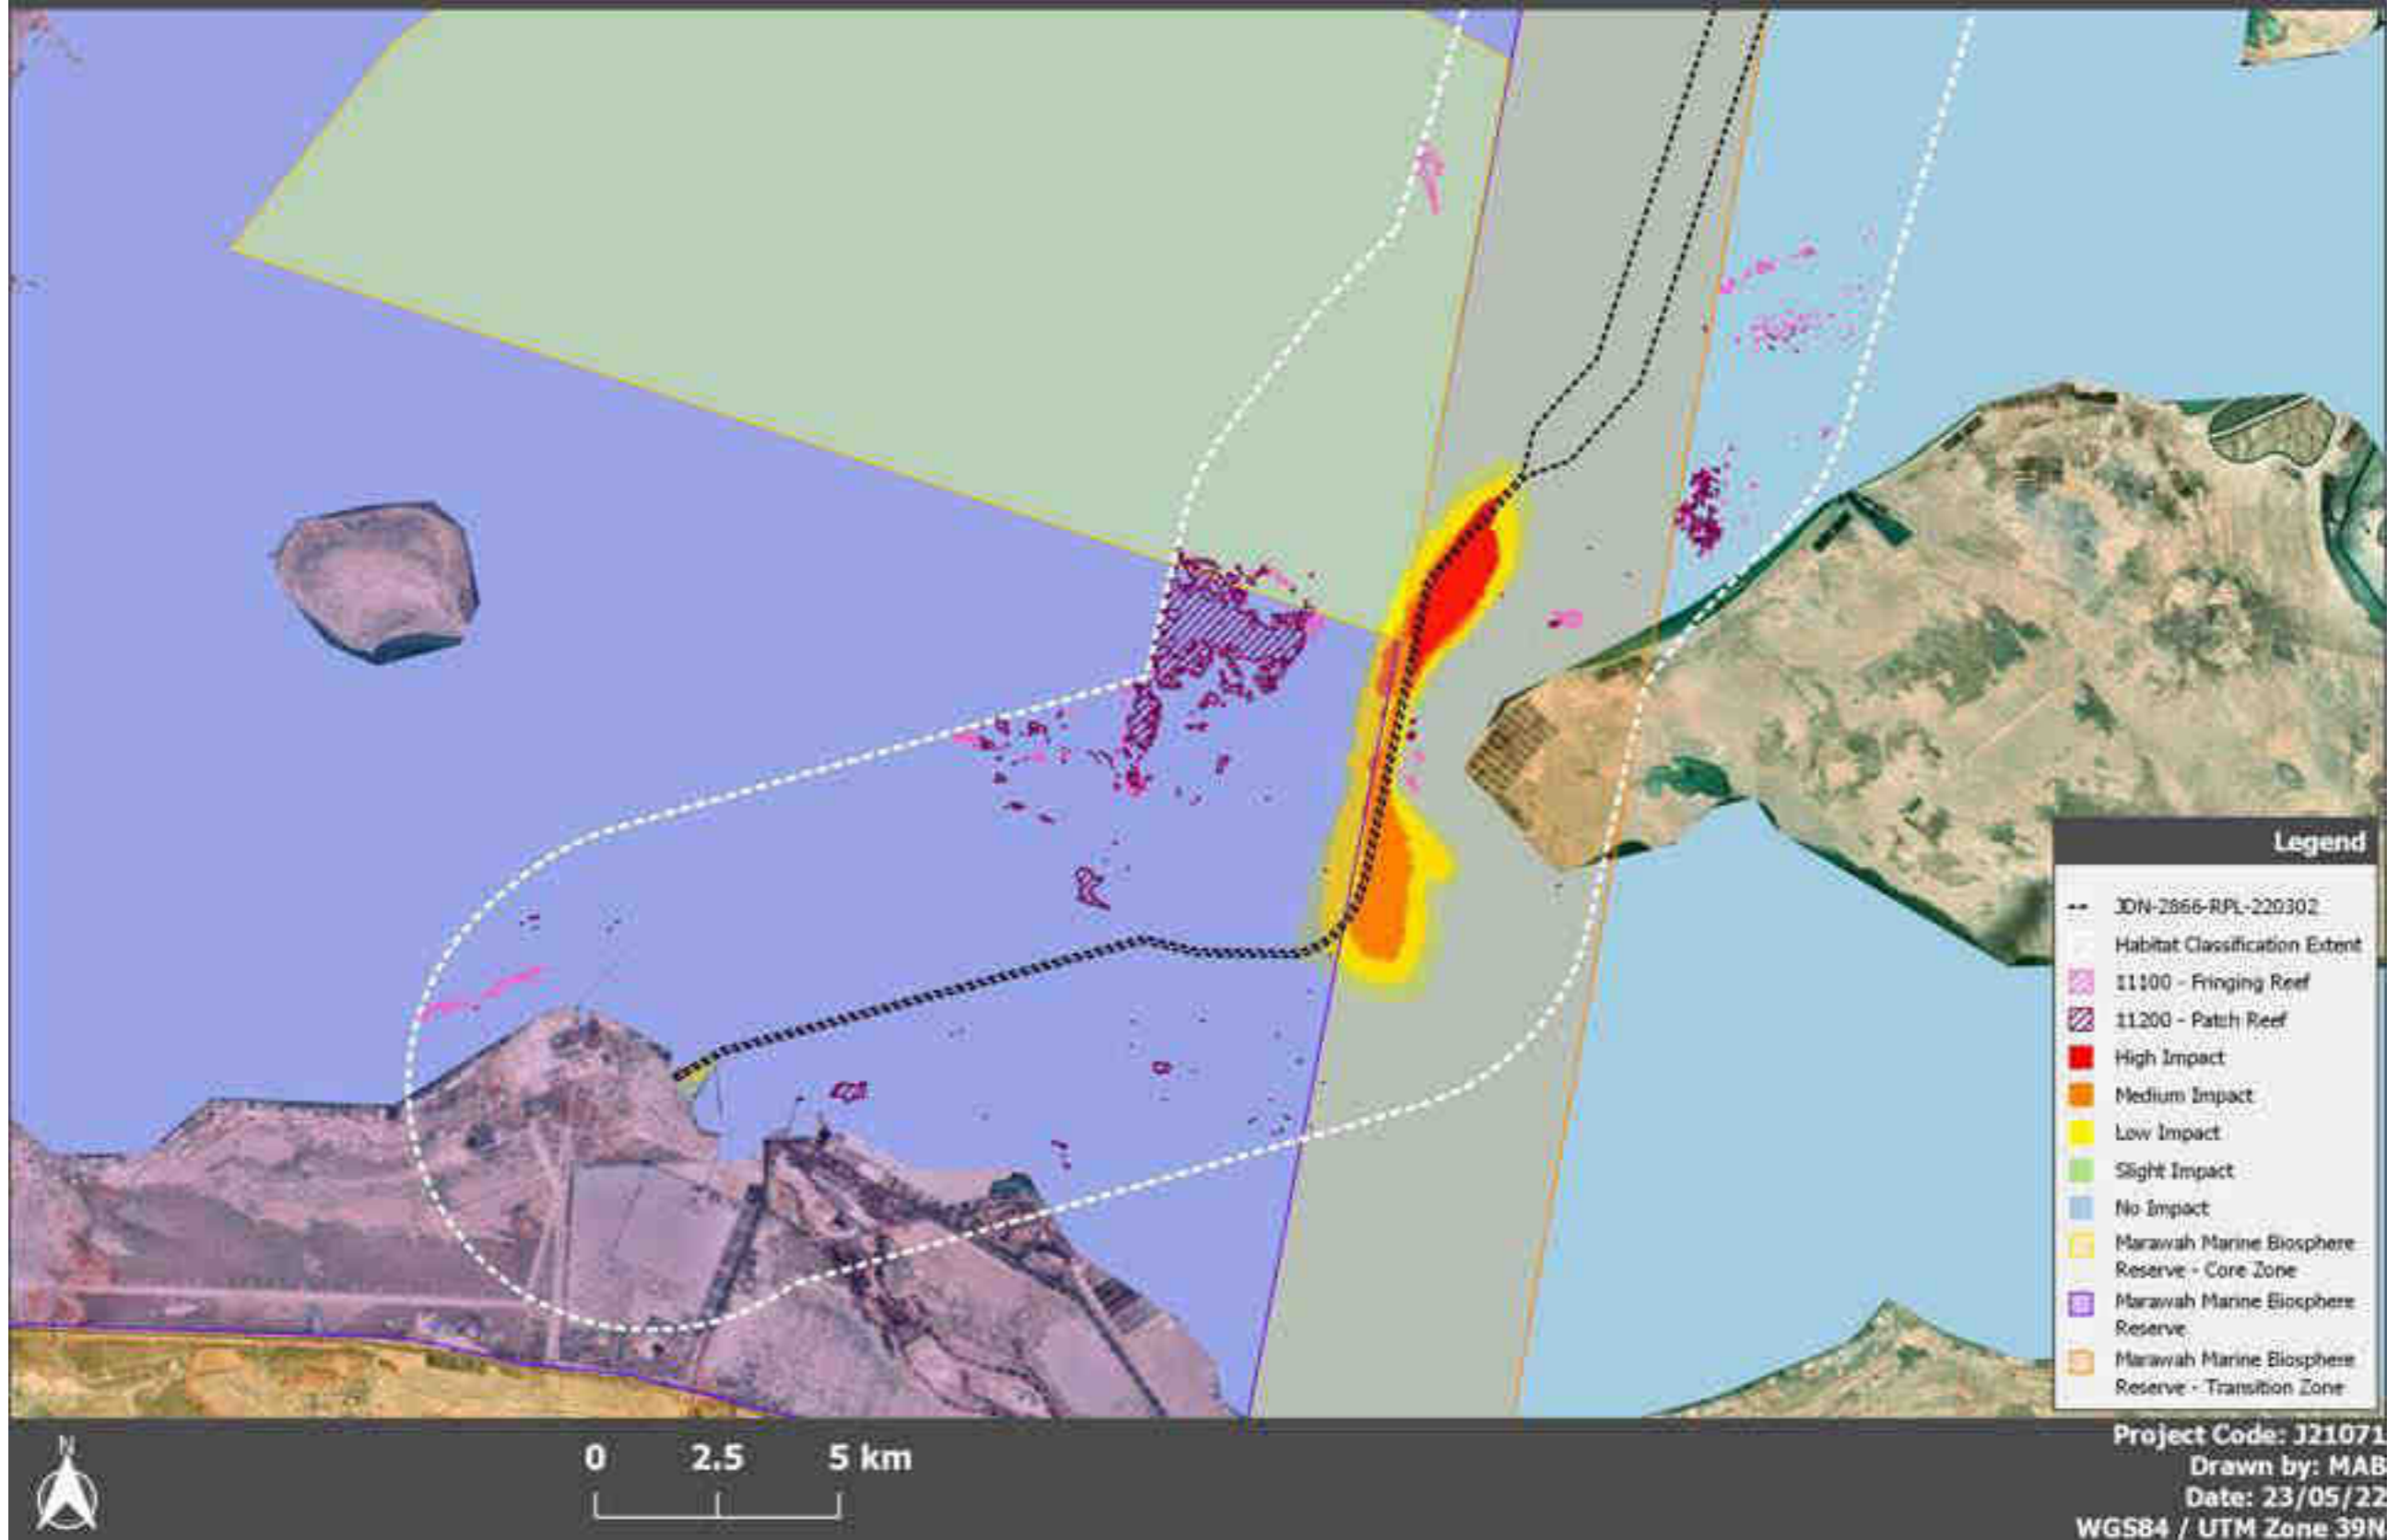 Legend
JDN-2866-RPL-220302
Habitat Classification Extent
11100 - Fringing Reef
11200 - Patch Reef
High Impact
Medium Impact
Low Impact
Slight Impact
No Impact
Marawah Marine Biosphere
Reserve - Core Zone
Marawah Marine Biosphere
Reserve
Marawah Marine Biosphere
Reserve - Transition Zone
N
0 2.5 5 km
Project Code: J21071
Drawn by: MAB
Date: 23/05/22
WGS84 / UTM Zone 39N